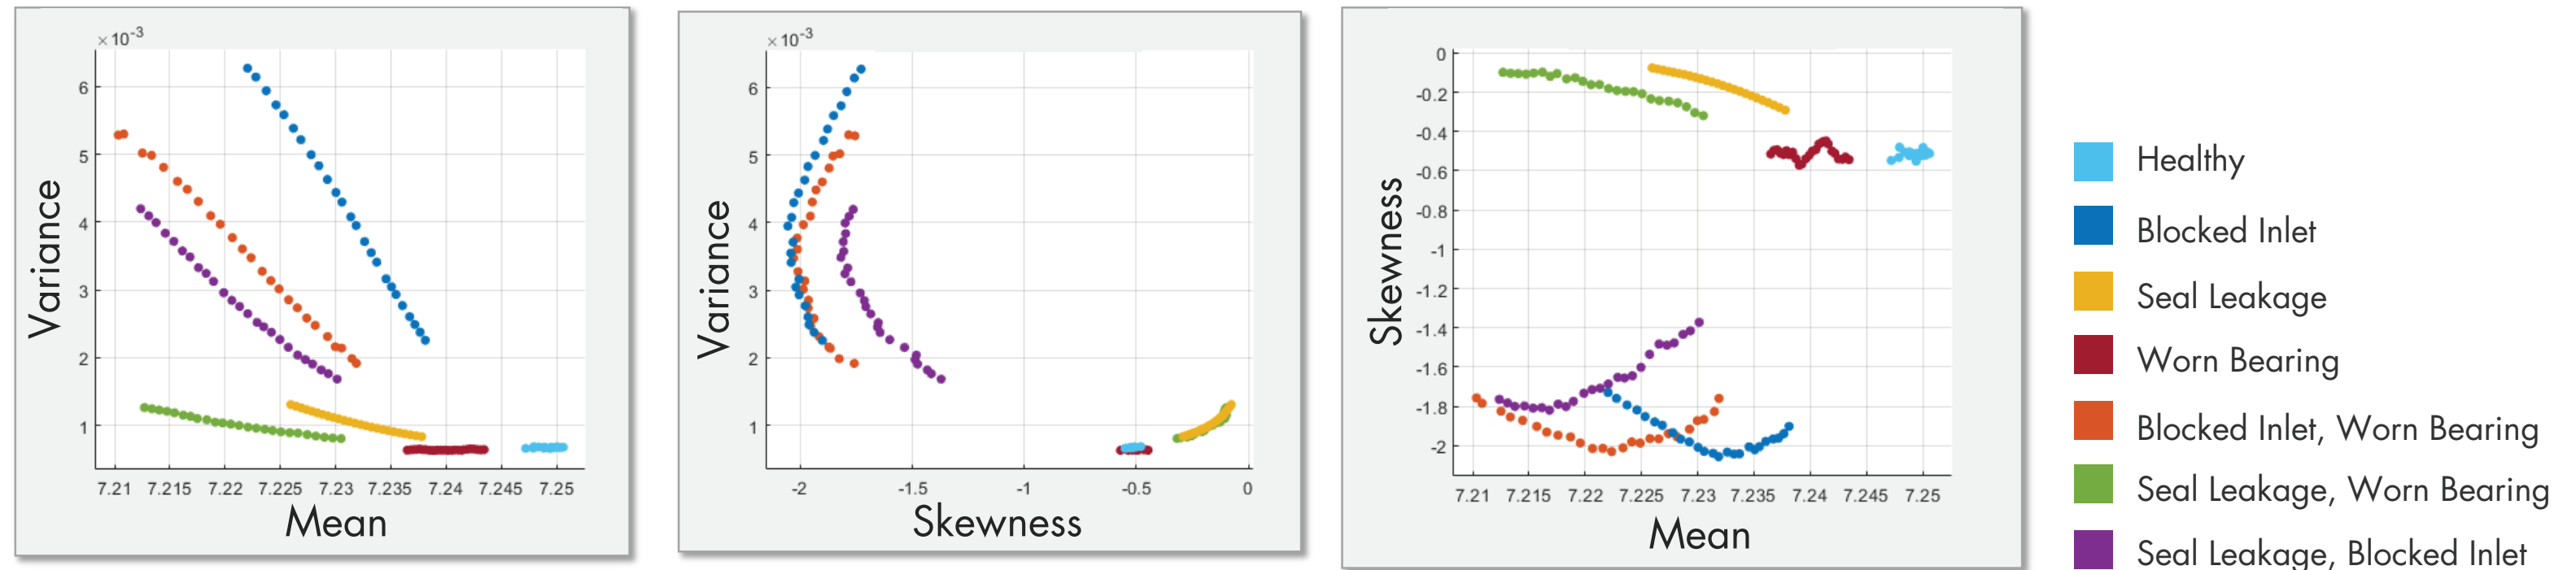 ×10⁻³
6
5
4
3
2
1
Variance
7.21 7.215 7.22 7.225 7.23 7.235 7.24 7.245 7.25
Mean
×10⁻³
6
5
4
3
2
1
Variance
-2 -1.5 -1 -0.5 0
Skewness
0
-0.2
-0.4
-0.6
-0.8
-1
-1.2
-1.4
-1.6
-1.8
-2
Skewness
7.21 7.215 7.22 7.225 7.23 7.235 7.24 7.245 7.25
Mean
Healthy
Blocked Inlet
Seal Leakage
Worn Bearing
Blocked Inlet, Worn Bearing
Seal Leakage, Worn Bearing
Seal Leakage, Blocked Inlet